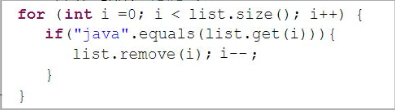 for (int i =0; i < list.size(); i++) {
if("java".equals(list.get(i))){
list.remove(i); i--;
}
}